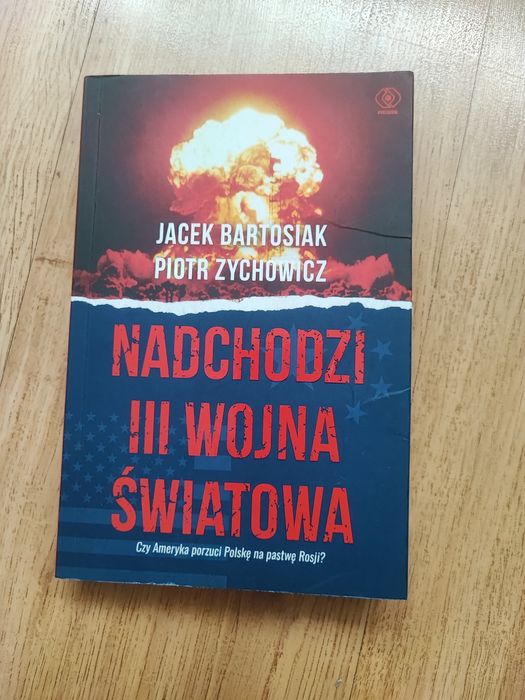 JACEK BARTOSIAK
PIOTR ZYCHOWICZ
NADCHODZI
III WOJNA
ŚWIATOWA
Czy Ameryka porzuci Polskę na pastwę Rosji?